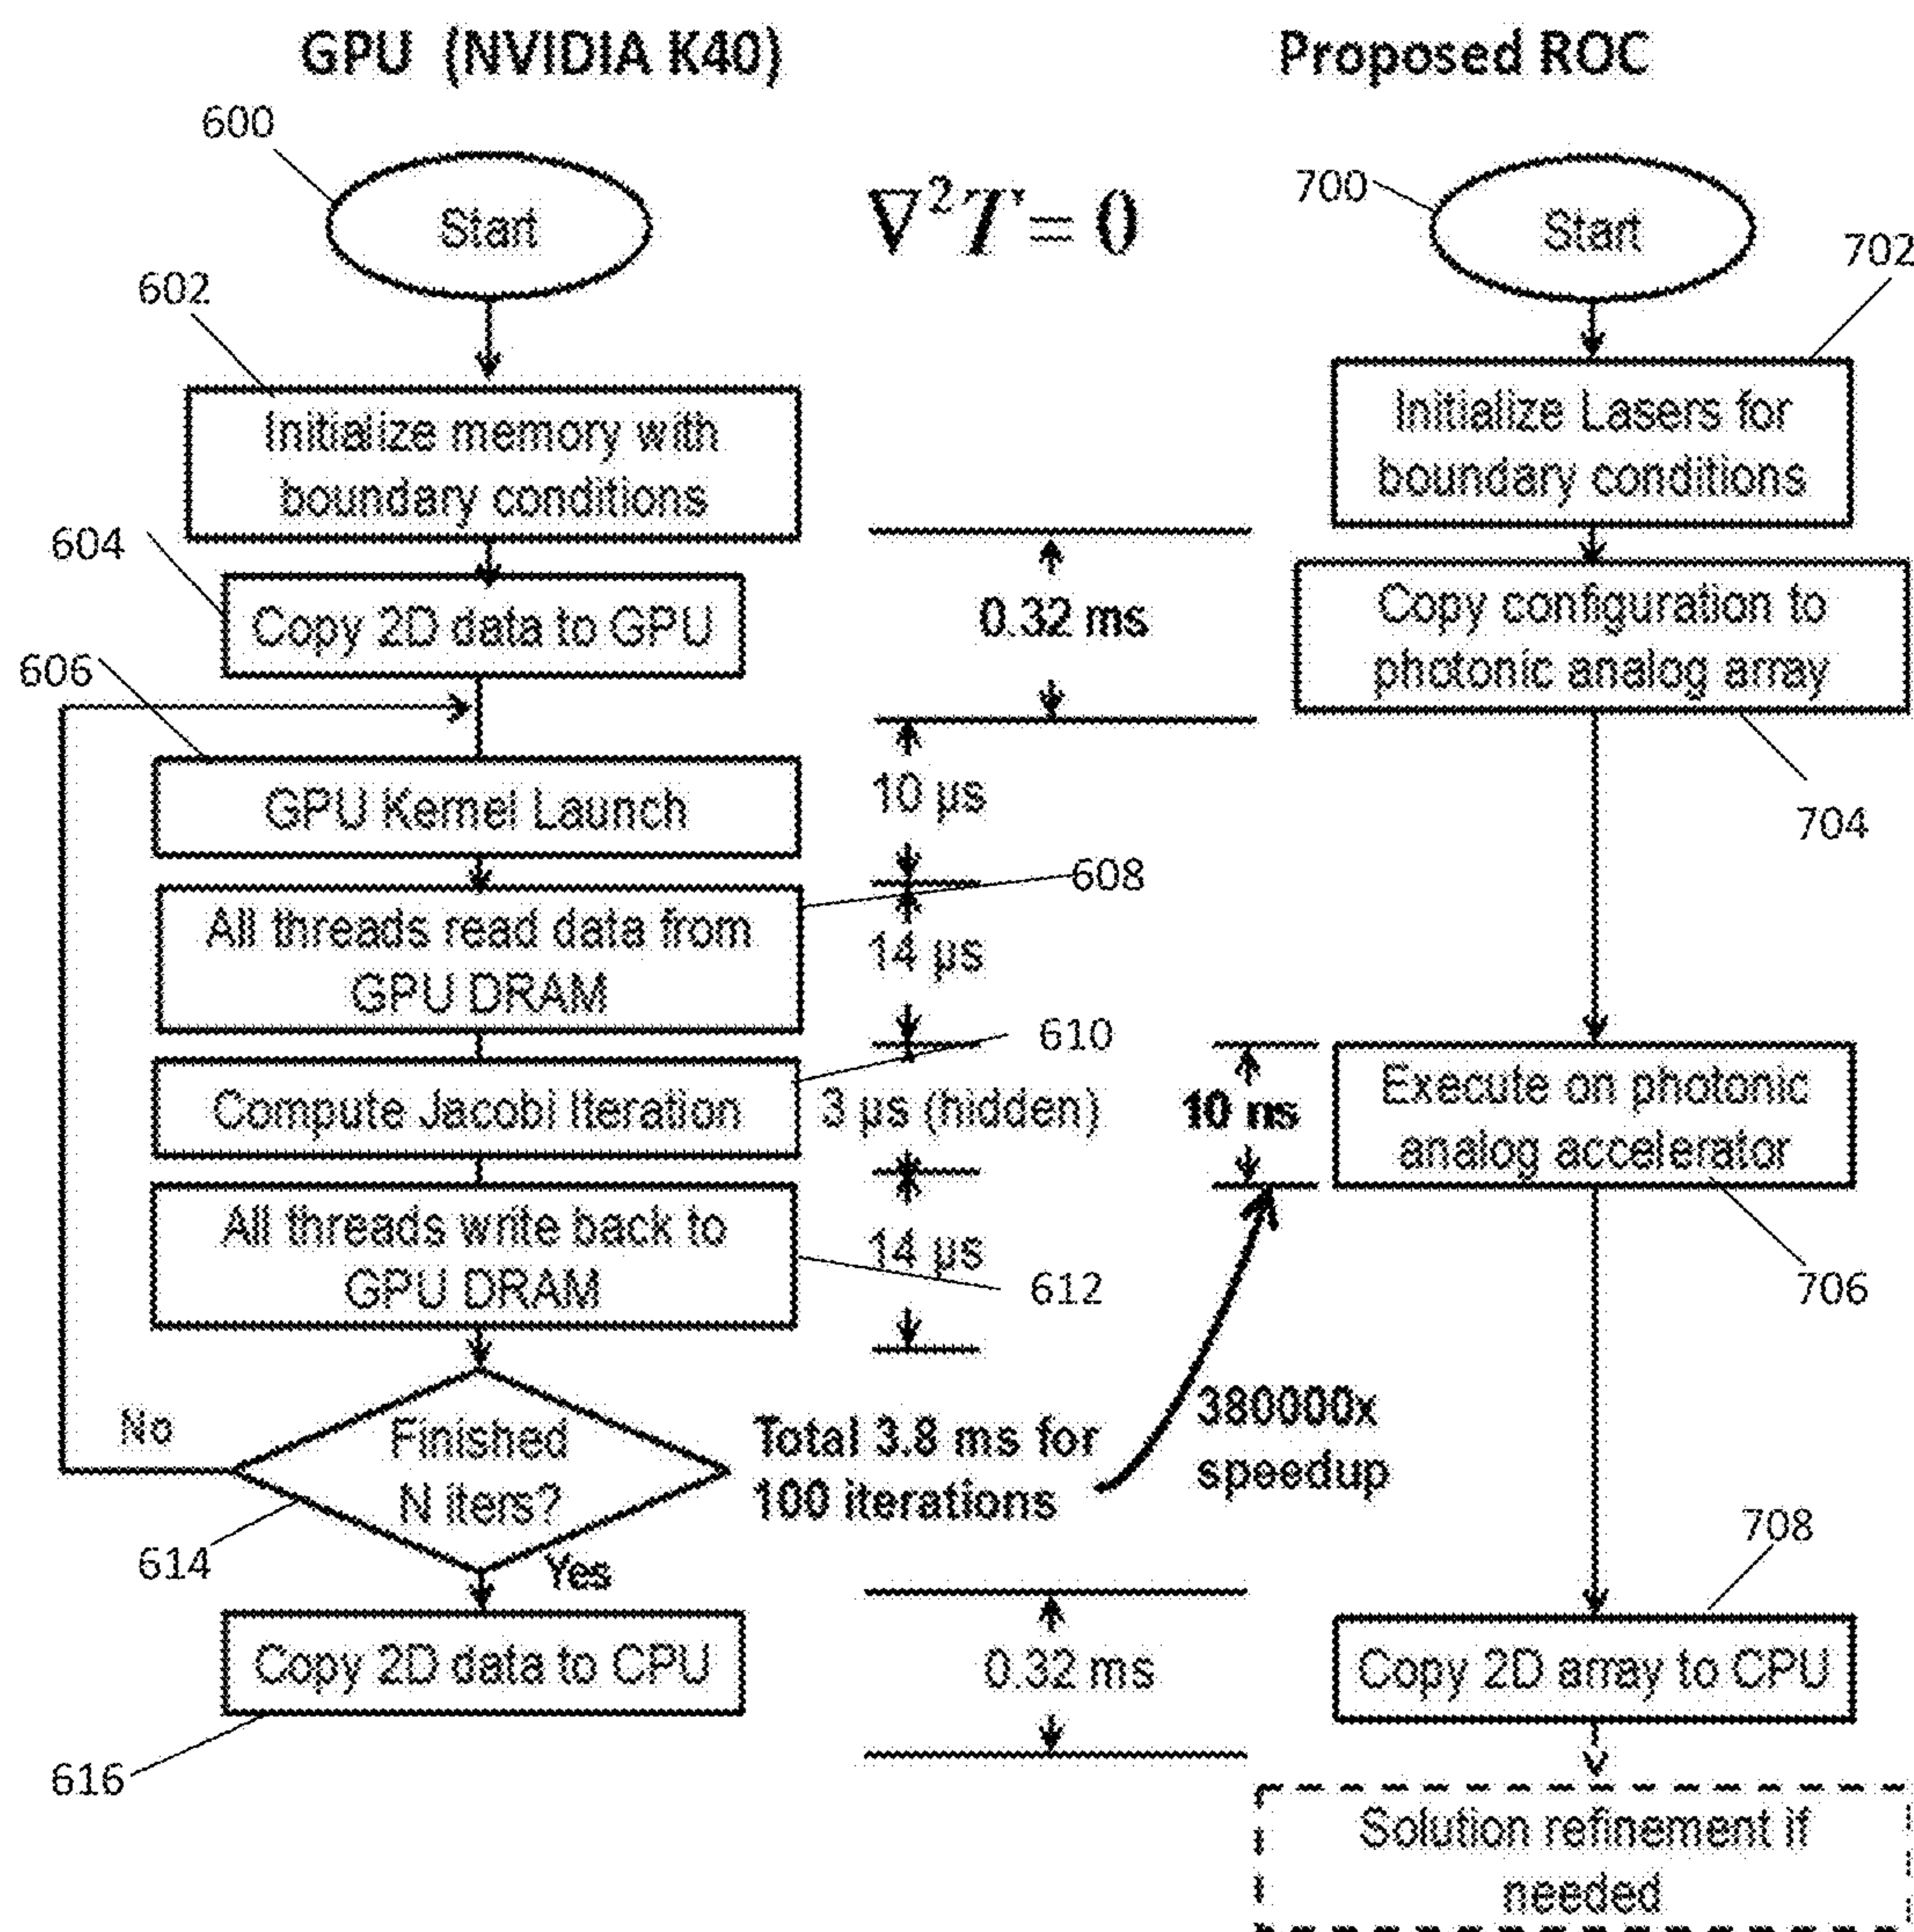 GPU (NVIDIA K40)
Proposed ROC
600
Start
∇²T = 0
700
Start
702
602
Initialize memory with
boundary conditions
Initialize Lasers for
boundary conditions
604
Copy 2D data to GPU
0.32 ms
Copy configuration to
photonic analog array
606
704
GPU Kernel Launch
10 µs
608
All threads read data from
GPU DRAM
14 µs
610
Compute Jacobi Iteration
3 µs (hidden)
10 ns
Execute on photonic
analog accelerator
706
All threads write back to
GPU DRAM
14 µs
612
No
Finished
N iters?
Total 3.8 ms for
100 iterations
380000x
speedup
614
Yes
708
Copy 2D data to CPU
0.32 ms
Copy 2D array to CPU
616
Solution refinement if
needed